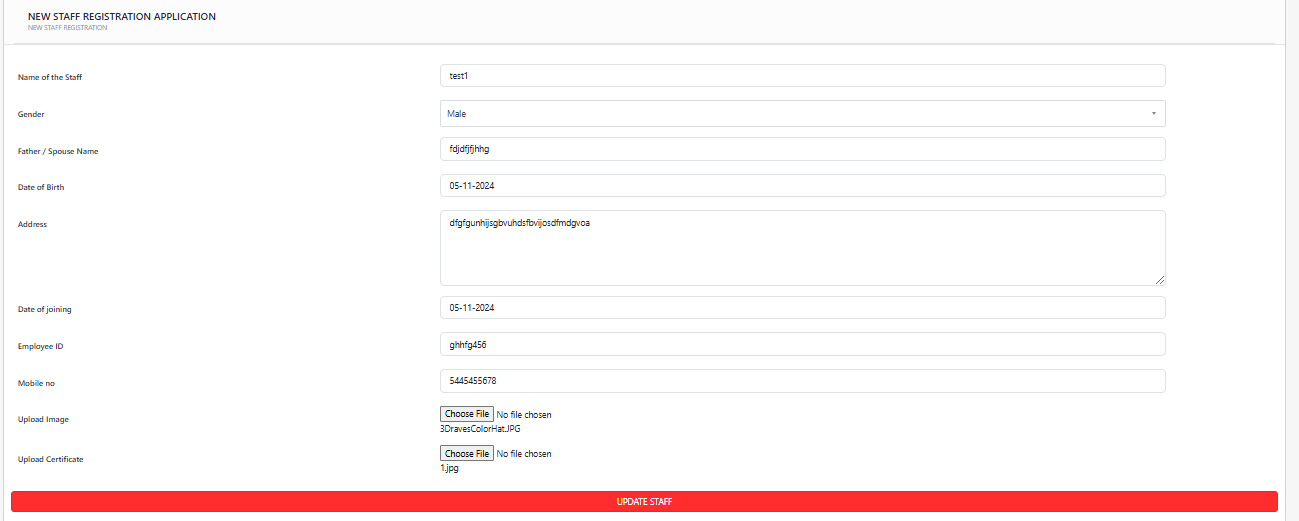 NEW STAFF REGISTRATION APPLICATION
NEW STAFF REGISTRATION
Name of the Staff test1
Gender Male
Father / Spouse Name fdjdfjfjhhg
Date of Birth 05-11-2024
Address dfgfgunhijsgbvuhdsfbvijosdfmdgvoa
Date of joining 05-11-2024
Employee ID ghhfg456
Mobile no 5445455678
Upload Image Choose File No file chosen
3DravesColorHat.JPG
Upload Certificate Choose File No file chosen
1.jpg
UPDATE STAFF